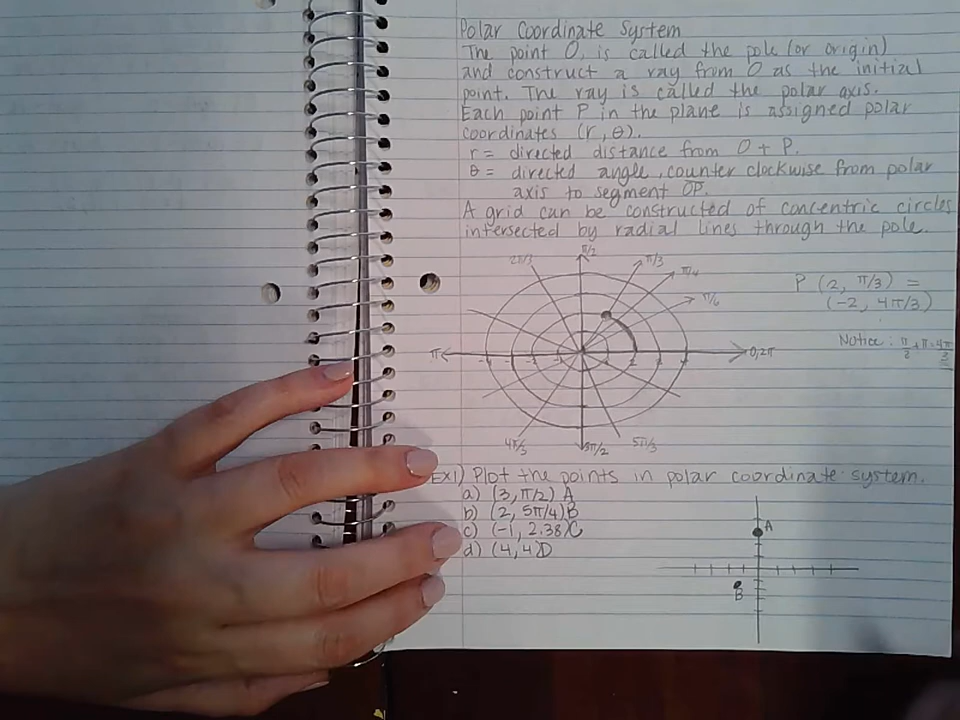 Polar Coordinate System
The point O, is called the pole (or origin)
and construct a ray from O as the initial
point. The ray is called the polar axis.
Each point P in the plane is assigned polar
coordinates (r, θ).
r = directed distance from O + P.
θ = directed angle, counter clockwise from polar
axis to segment OP.
A grid can be constructed of concentric circles
intersected by radial lines through the pole.
2π/3 π/2 π/3 π/4 π/6
P (2, π/3) =
(-2, 4π/3)
Notice: π/2 + π = 4π/3
π 0,2π
4π/3 3π/2 5π/3
EX1) Plot the points in polar coordinate system.
a) (3, π/2) A
b) (2, 5π/4) B
c) (-1, 2.38) C
d) (4, 4) D
A
B